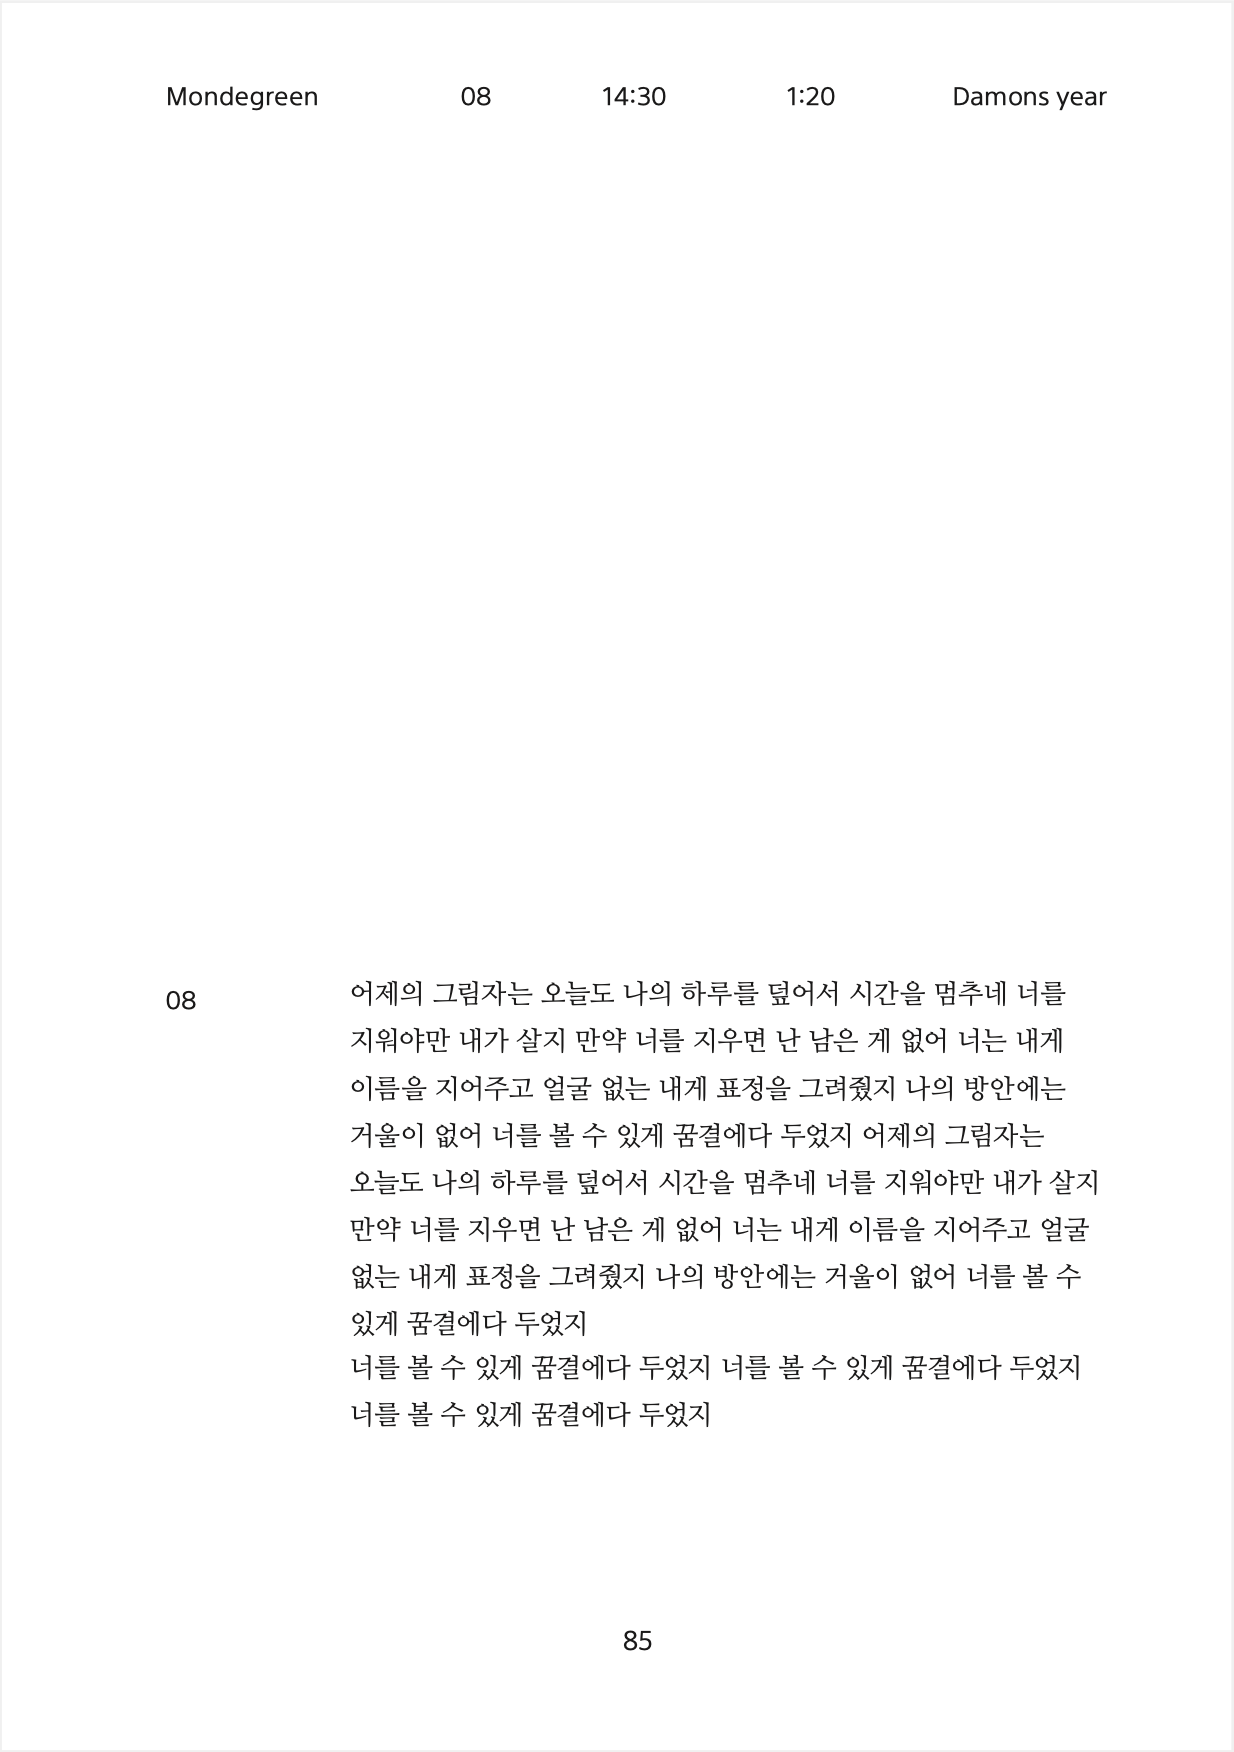 Mondegreen 08 14:30 1:20 Damons year
08
어제의 그림자는 오늘도 나의 하루를 덮어서 시간을 멈추네 너를
지워야만 내가 살지 만약 너를 지우면 난 남은 게 없어 너는 내게
이름을 지어주고 얼굴 없는 내게 표정을 그려줬지 나의 방안에는
거울이 없어 너를 볼 수 있게 꿈결에다 두었지 어제의 그림자는
오늘도 나의 하루를 덮어서 시간을 멈추네 너를 지워야만 내가 살지
만약 너를 지우면 난 남은 게 없어 너는 내게 이름을 지어주고 얼굴
없는 내게 표정을 그려줬지 나의 방안에는 거울이 없어 너를 볼 수
있게 꿈결에다 두었지
너를 볼 수 있게 꿈결에다 두었지 너를 볼 수 있게 꿈결에다 두었지
너를 볼 수 있게 꿈결에다 두었지
85